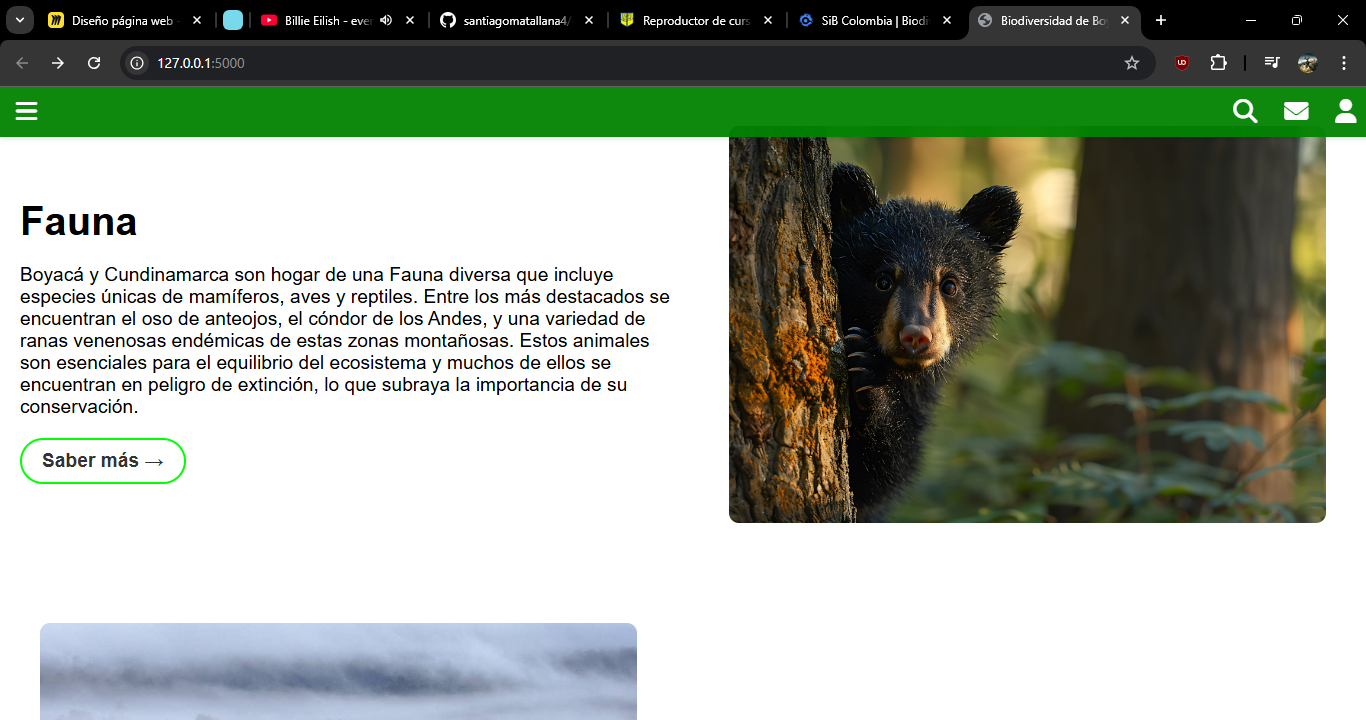 Diseño página web -
Billie Eilish - ever
santiagomatallana4/
Reproductor de curs
SiB Colombia | Biodi
Biodiversidad de Bo
127.0.0.1:5000
Fauna
Boyacá y Cundinamarca son hogar de una Fauna diversa que incluye
especies únicas de mamíferos, aves y reptiles. Entre los más destacados se
encuentran el oso de anteojos, el cóndor de los Andes, y una variedad de
ranas venenosas endémicas de estas zonas montañosas. Estos animales
son esenciales para el equilibrio del ecosistema y muchos de ellos se
encuentran en peligro de extinción, lo que subraya la importancia de su
conservación.
Saber más →